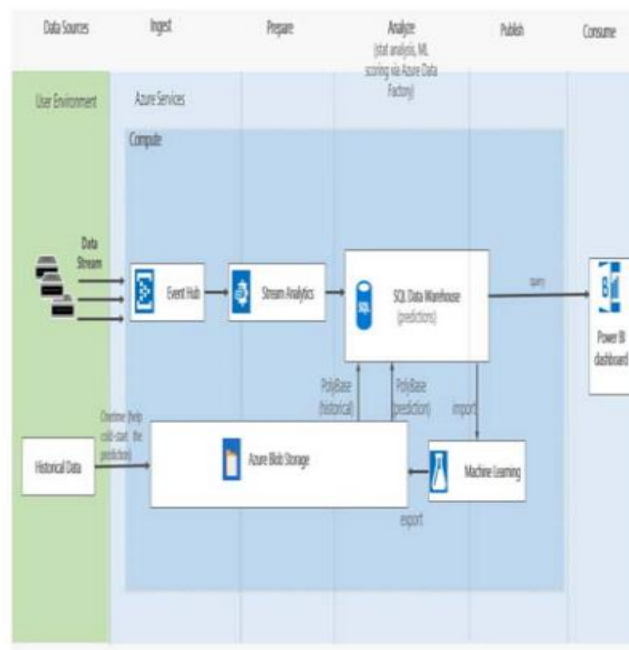 Data Sources
Ingest
Prepare
Analyze
(stat analysis, ML
scoring via Azure Data
Factory)
Publish
Consume
User Environment
Azure Services
Compute
Data
Stream
Event Hub
Stream Analytics
SQL
SQL Data Warehouse
(predictions)
query
Power BI
dashboard
PolyBase
(historical)
PolyBase
(prediction)
import
Onetime (help
cold-start the
prediction)
Historical Data
Azure Blob Storage
Machine Learning
export